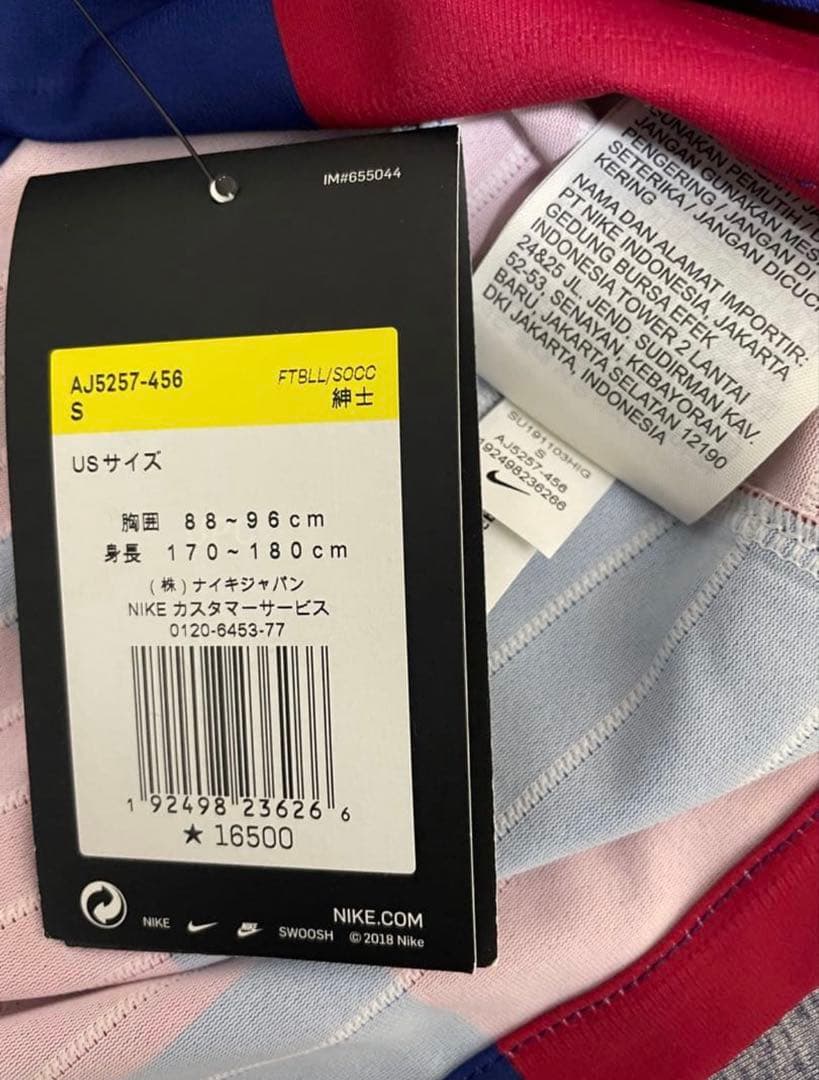 IM#655044
AJ5257-456
FTBLL/SOCC
S
紳士
USサイズ
胸囲 88~96cm
身長 170~180cm
(株)ナイキジャパン
NIKE カスタマーサービス
0120-6453-77
1 92498 23626 6
★ 16500
NIKE
SWOOSH
NIKE.COM
© 2018 Nike
GUNAKAN PEMUTIH /
JANGAN GUNAKAN
PENGERING / JANGAN DI
SETERIKA / JANGAN DICUCI
KERING
NAMA DAN ALAMAT IMPORTIR:
PT NIKE INDONESIA, JAKARTA
GEDUNG BURSA EFEK
INDONESIA TOWER 2 LANTAI
24&25 JL. JEND. SUDIRMAN KAV.
52-53, SENAYAN, KEBAYORAN
BARU, JAKARTA SELATAN 12190
DKI JAKARTA, INDONESIA
SU191103HIG
S
AJ5257-456
192498236266